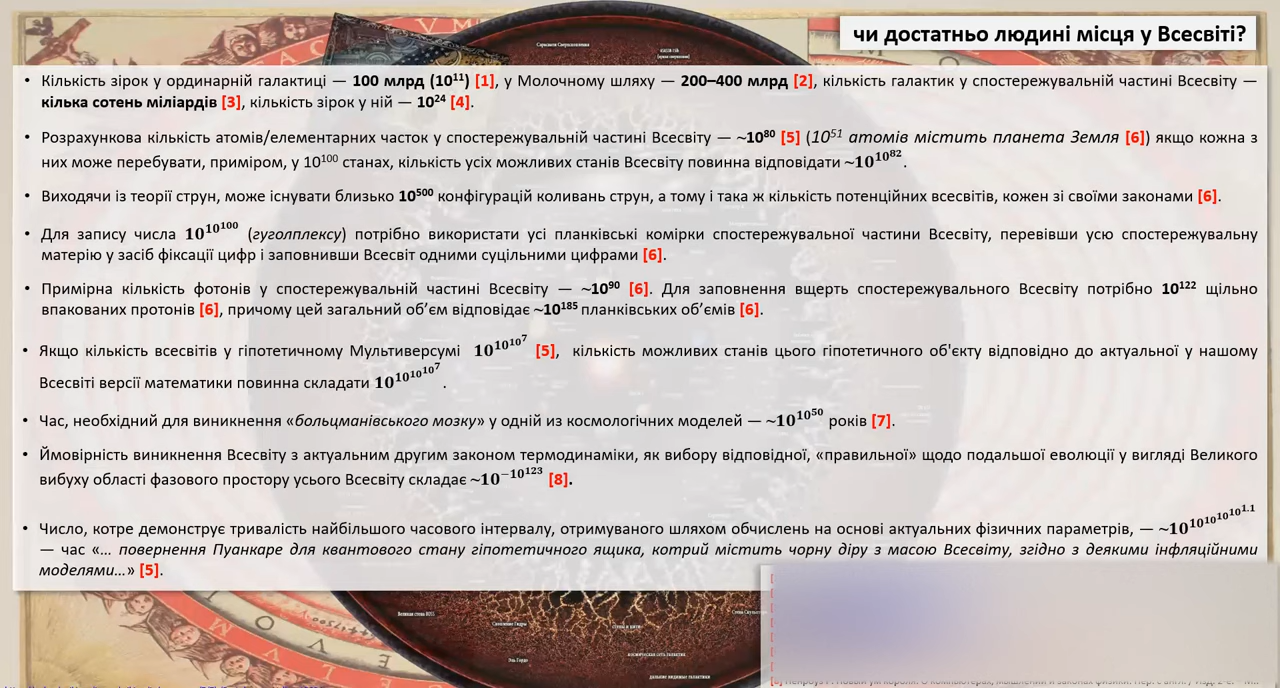 чи достатньо людині місця у Всесвіті?
• Кількість зірок у ординарній галактиці — 100 млрд (10¹¹) [1], у Молочному шляху — 200–400 млрд [2], кількість галактик у спостережувальній частині Всесвіту —
кілька сотень міліардів [3], кількість зірок у ній — 10²⁴ [4].
• Розрахункова кількість атомів/елементарних часток у спостережувальній частині Всесвіту — ~10⁸⁰ [5] (10⁵¹ атомів містить планета Земля [6]) якщо кожна з
них може перебувати, приміром, у 10¹⁰⁰ станах, кількість усіх можливих станів Всесвіту повинна відповідати ~10^10^82.
• Виходячи із теорії струн, може існувати близько 10⁵⁰⁰ конфігурацій коливань струн, а тому і така ж кількість потенційних всесвітів, кожен зі своїми законами [6].
• Для запису числа 10^10^100 (гуголплексу) потрібно використати усі планківські комірки спостережувальної частини Всесвіту, перевівши усю спостережувальну
матерію у засіб фіксації цифр і заповнивши Всесвіт одними суцільними цифрами [6].
• Примірна кількість фотонів у спостережувальній частині Всесвіту — ~10⁹⁰ [6]. Для заповнення вщерть спостережувального Всесвіту потрібно 10¹²² щільно
впакованих протонів [6], причому цей загальний об’єм відповідає ~10¹⁸⁵ планківських об’ємів [6].
• Якщо кількість всесвітів у гіпотетичному Мультиверсумі 10^10^10^7 [5], кількість можливих станів цього гіпотетичного об'єкту відповідно до актуальної у нашому
Всесвіті версії математики повинна складати 10^10^10^10^7.
• Час, необхідний для виникнення «больцманівського мозку» у одній из космологічних моделей — ~10^10^50 років [7].
• Ймовірність виникнення Всесвіту з актуальним другим законом термодинаміки, як вибору відповідної, «правильної» щодо подальшої еволюції у вигляді Великого
вибуху області фазового простору усього Всесвіту складає ~10^−10^123 [8].
• Число, котре демонструє тривалість найбільшого часового інтервалу, отримуваного шляхом обчислень на основі актуальних фізичних параметрів, — ~10^10^10^10^10^1.1
— час «… повернення Пуанкаре для квантового стану гіпотетичного ящика, котрий містить чорну діру з масою Всесвіту, згідно з деякими інфляційними
моделями…» [5].